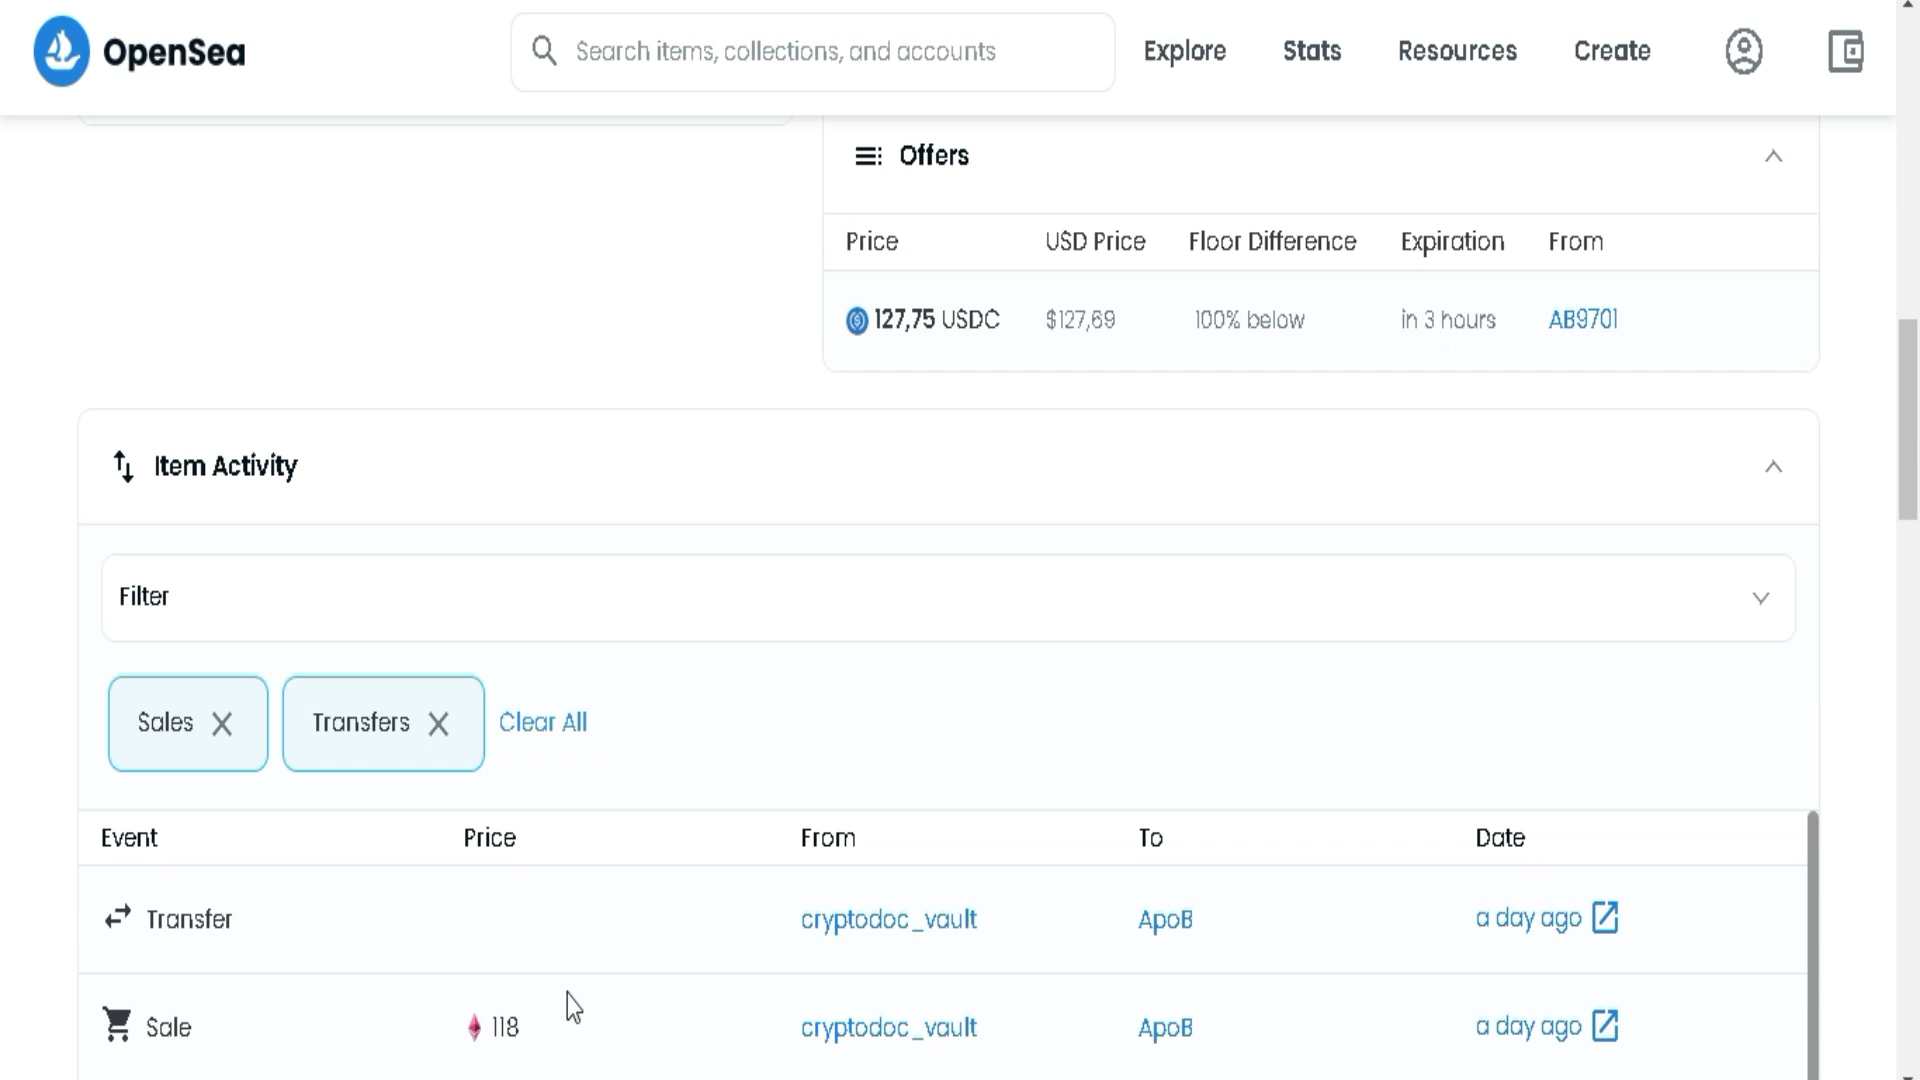 OpenSea
Search items, collections, and accounts
Explore
Stats
Resources
Create
Offers
Price USD Price Floor Difference Expiration From
127,75 USDC $127,69 100% below in 3 hours AB9701
Item Activity
Filter
Sales Transfers Clear All
Event Price From To Date
Transfer cryptodoc_vault ApoB a day ago
Sale 118 cryptodoc_vault ApoB a day ago